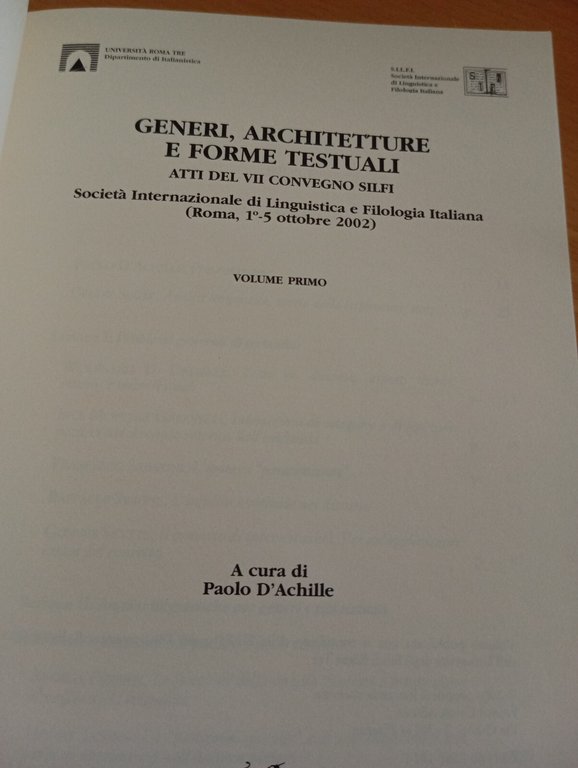 UNIVERSITÀ ROMA TRE
Dipartimento di Italianistica
S.I.L.F.I.
Società Internazionale
di Linguistica e
Filologia Italiana
GENERI, ARCHITETTURE
E FORME TESTUALI
ATTI DEL VII CONVEGNO SILFI
Società Internazionale di Linguistica e Filologia Italiana
(Roma, 1º-5 ottobre 2002)
VOLUME PRIMO
A cura di
Paolo D'Achille